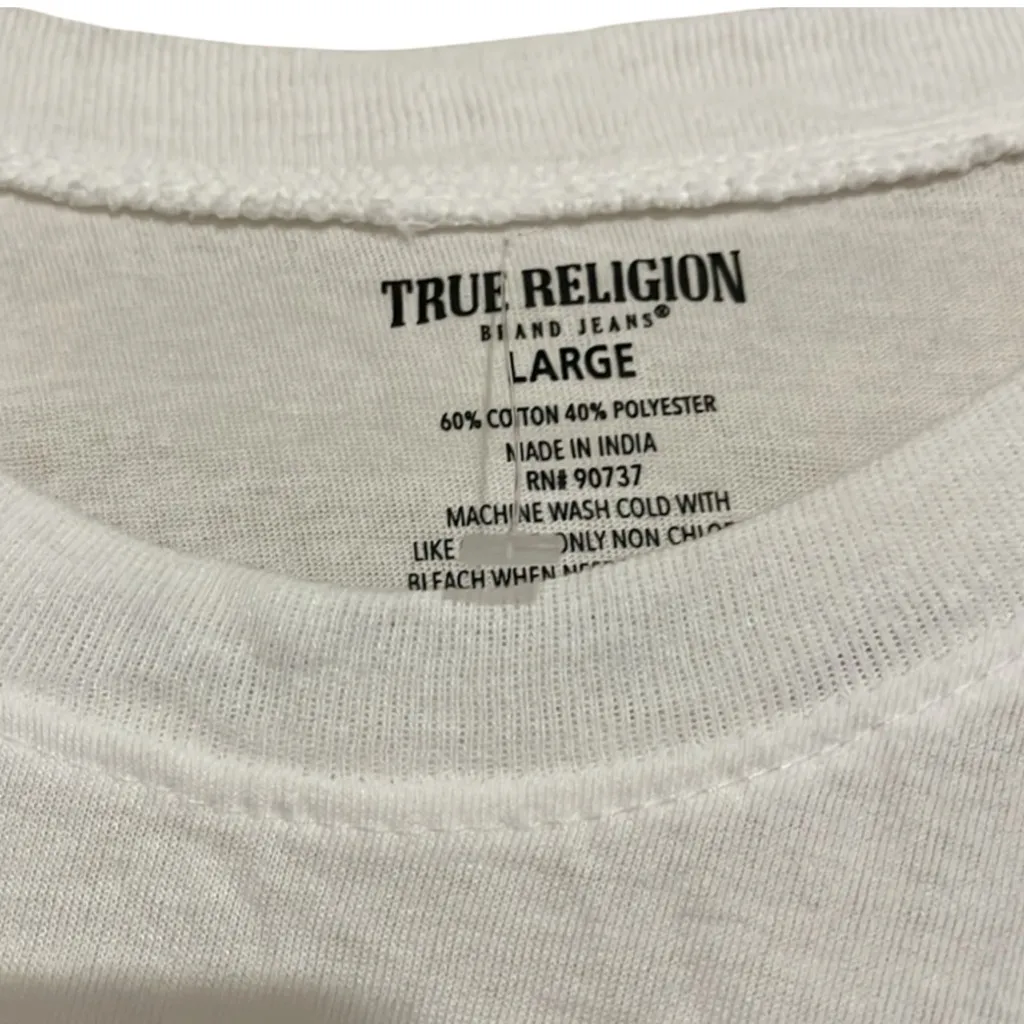 TRUE RELIGION
BRAND JEANS®
LARGE
60% COTTON 40% POLYESTER
MADE IN INDIA
RN# 90737
MACHINE WASH COLD WITH
LIKE ONLY NON
BLEACH WHEN